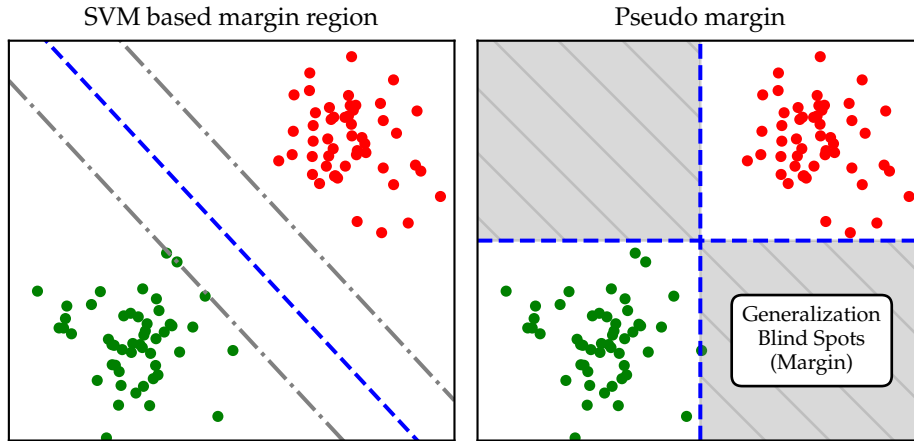 SVM based margin region
Pseudo margin
Generalization
Blind Spots
(Margin)